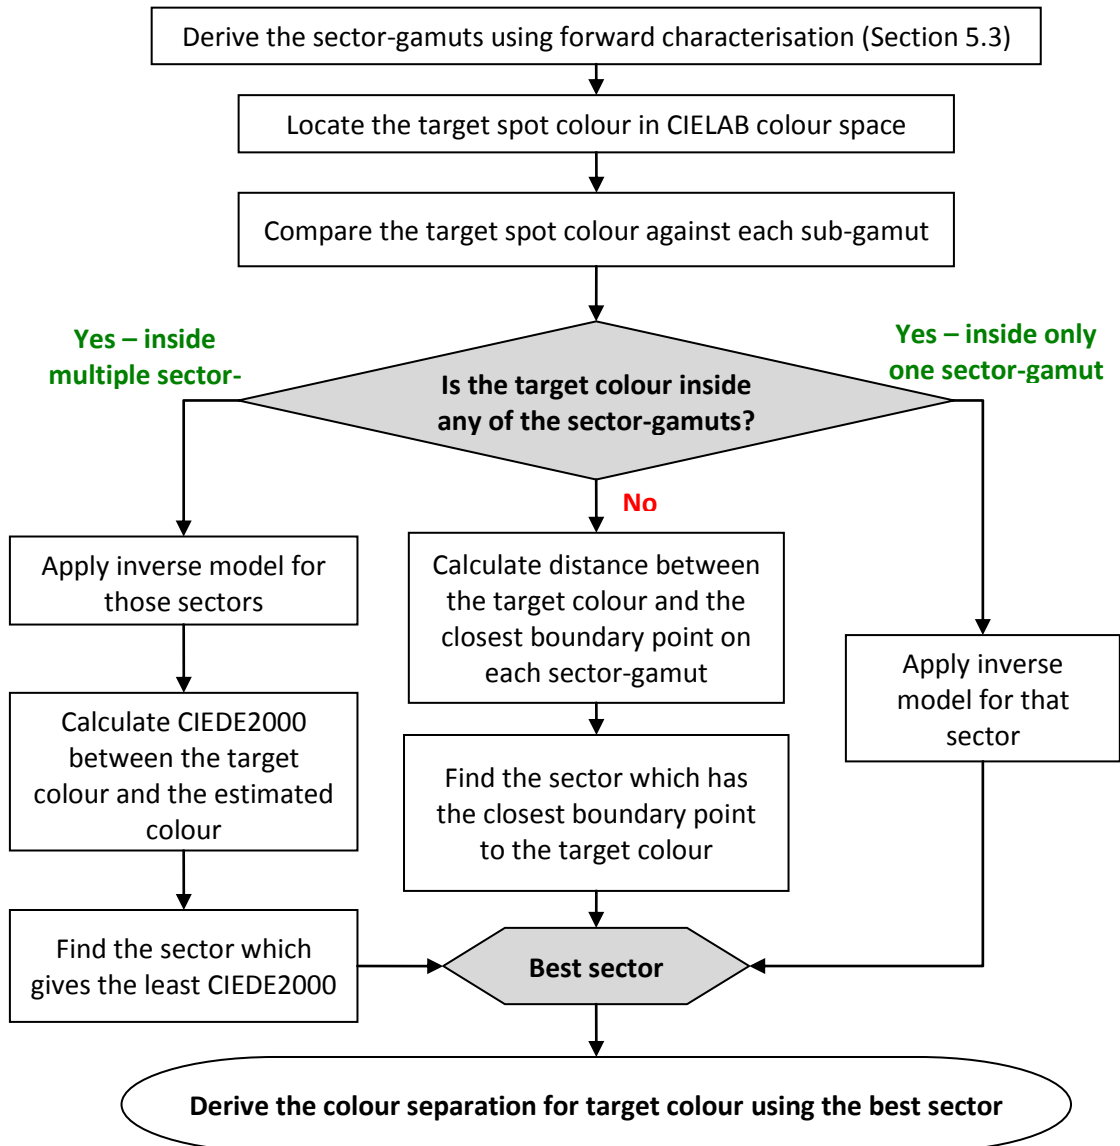 Derive the sector-gamuts using forward characterisation (Section 5.3)
Locate the target spot colour in CIELAB colour space
Compare the target spot colour against each sub-gamut
Yes – inside
multiple sector-
Yes – inside only
one sector-gamut
Is the target colour inside
any of the sector-gamuts?
No
Apply inverse model for
those sectors
Calculate CIEDE2000
between the target
colour and the estimated
colour
Find the sector which
gives the least CIEDE2000
Calculate distance between
the target colour and the
closest boundary point on
each sector-gamut
Find the sector which has
the closest boundary point
to the target colour
Apply inverse
model for that
sector
Best sector
Derive the colour separation for target colour using the best sector